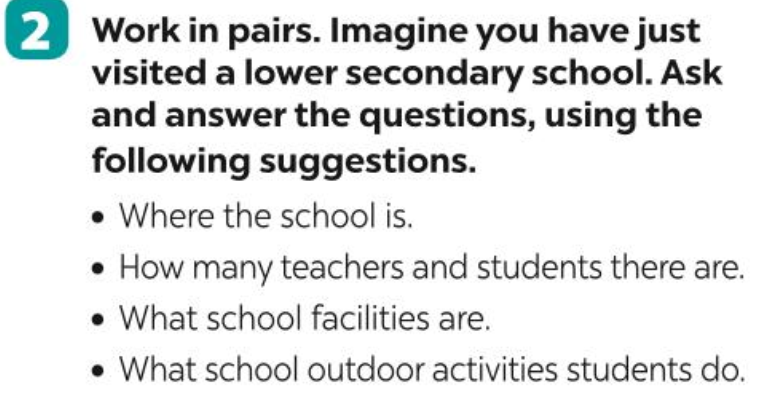 2 Work in pairs. Imagine you have just
visited a lower secondary school. Ask
and answer the questions, using the
following suggestions.
• Where the school is.
• How many teachers and students there are.
• What school facilities are.
• What school outdoor activities students do.